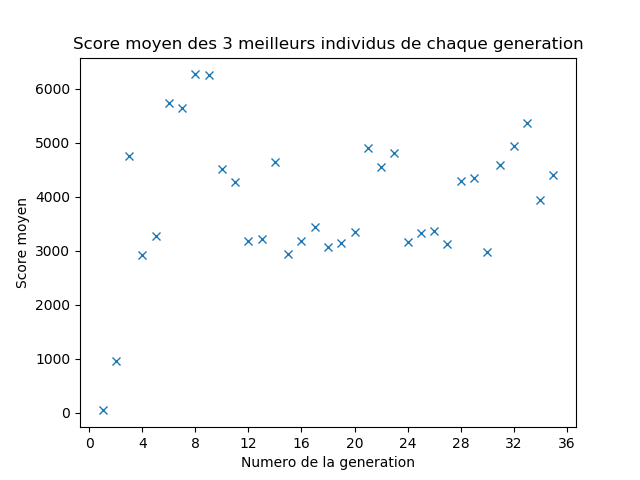 Score moyen des 3 meilleurs individus de chaque generation
Score moyen
6000
5000
4000
3000
2000
1000
0
0 4 8 12 16 20 24 28 32 36
Numero de la generation